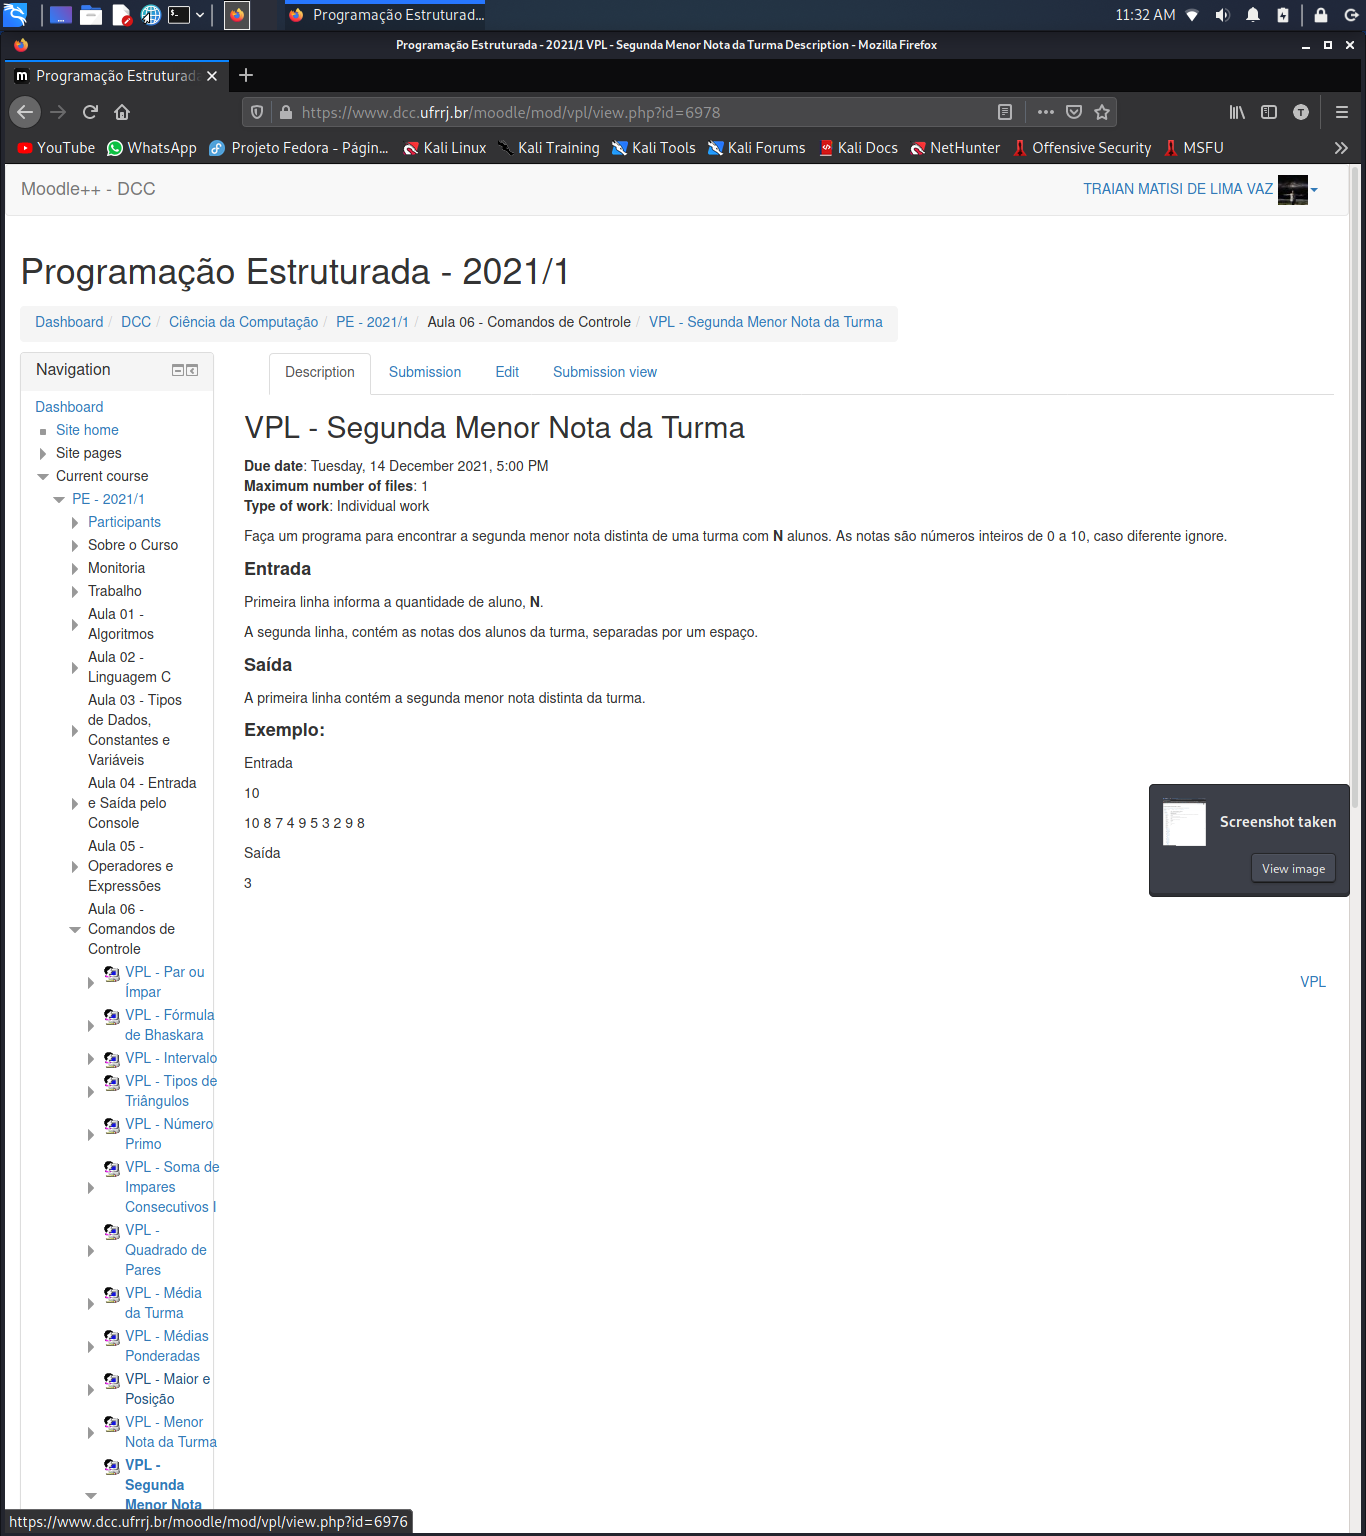 Programação Estruturad...
11:32 AM
Programação Estruturada - 2021/1 VPL - Segunda Menor Nota da Turma Description - Mozilla Firefox
Programação Estruturada
https://www.dcc.ufrrj.br/moodle/mod/vpl/view.php?id=6978
YouTube WhatsApp Projeto Fedora - Págin... Kali Linux Kali Training Kali Tools Kali Forums Kali Docs NetHunter Offensive Security MSFU
Moodle++ - DCC
TRAIAN MATISI DE LIMA VAZ
Programação Estruturada - 2021/1
Dashboard / DCC / Ciência da Computação / PE - 2021/1 / Aula 06 - Comandos de Controle / VPL - Segunda Menor Nota da Turma
Navigation
Dashboard
Site home
Site pages
Current course
PE - 2021/1
Participants
Sobre o Curso
Monitoria
Trabalho
Aula 01 -
Algoritmos
Aula 02 -
Linguagem C
Aula 03 - Tipos
de Dados,
Constantes e
Variáveis
Aula 04 - Entrada
e Saída pelo
Console
Aula 05 -
Operadores e
Expressões
Aula 06 -
Comandos de
Controle
VPL - Par ou
Ímpar
VPL - Fórmula
de Bhaskara
VPL - Intervalo
VPL - Tipos de
Triângulos
VPL - Número
Primo
VPL - Soma de
Impares
Consecutivos I
VPL -
Quadrado de
Pares
VPL - Média
da Turma
VPL - Médias
Ponderadas
VPL - Maior e
Posição
VPL - Menor
Nota da Turma
VPL -
Segunda
Menor Nota
Description Submission Edit Submission view
VPL - Segunda Menor Nota da Turma
Due date: Tuesday, 14 December 2021, 5:00 PM
Maximum number of files: 1
Type of work: Individual work
Faça um programa para encontrar a segunda menor nota distinta de uma turma com N alunos. As notas são números inteiros de 0 a 10, caso diferente ignore.
Entrada
Primeira linha informa a quantidade de aluno, N.
A segunda linha, contém as notas dos alunos da turma, separadas por um espaço.
Saída
A primeira linha contém a segunda menor nota distinta da turma.
Exemplo:
Entrada
10
10 8 7 4 9 5 3 2 9 8
Saída
3
Screenshot taken
View image
VPL
https://www.dcc.ufrrj.br/moodle/mod/vpl/view.php?id=6976